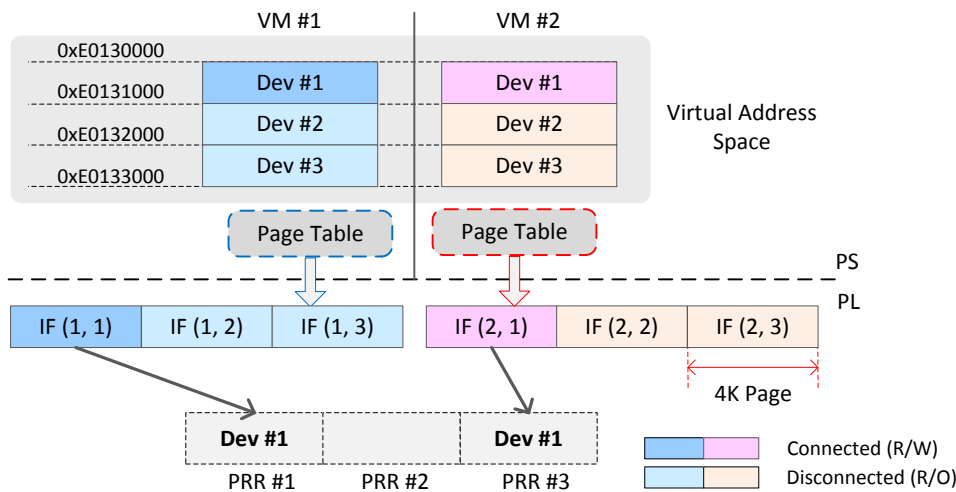 VM #1
VM #2
0xE0130000
0xE0131000
0xE0132000
0xE0133000
Dev #1
Dev #2
Dev #3
Dev #1
Dev #2
Dev #3
Virtual Address
Space
Page Table
Page Table
PS
PL
IF (1, 1)
IF (1, 2)
IF (1, 3)
IF (2, 1)
IF (2, 2)
IF (2, 3)
4K Page
Dev #1
Dev #1
PRR #1
PRR #2
PRR #3
Connected (R/W)
Disconnected (R/O)